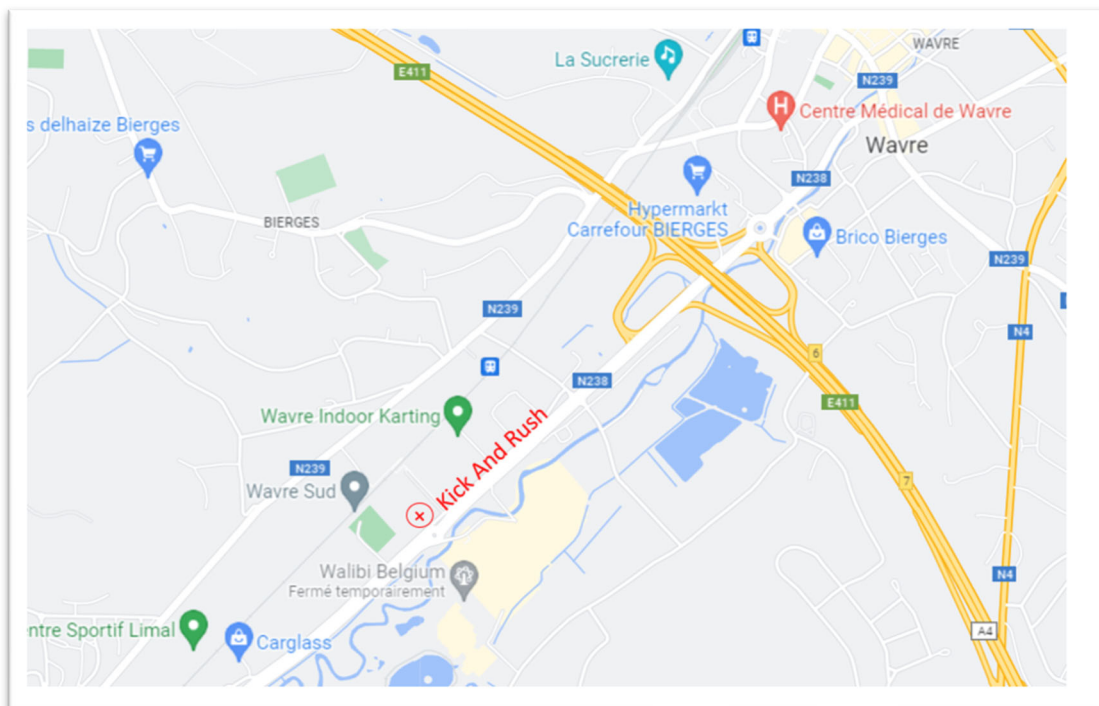 WAVRE
La Sucrerie
E411
N239
Centre Médical de Wavre
s delhaize Bierges
Wavre
N238
Hypermarkt
Carrefour BIERGES
BIERGES
Brico Bierges
N239
N239
N4
6
N238
E411
Wavre Indoor Karting
Kick And Rush
N239
7
Wavre Sud
Walibi Belgium
Fermé temporairement
N4
entre Sportif Limal
A4
Carglass